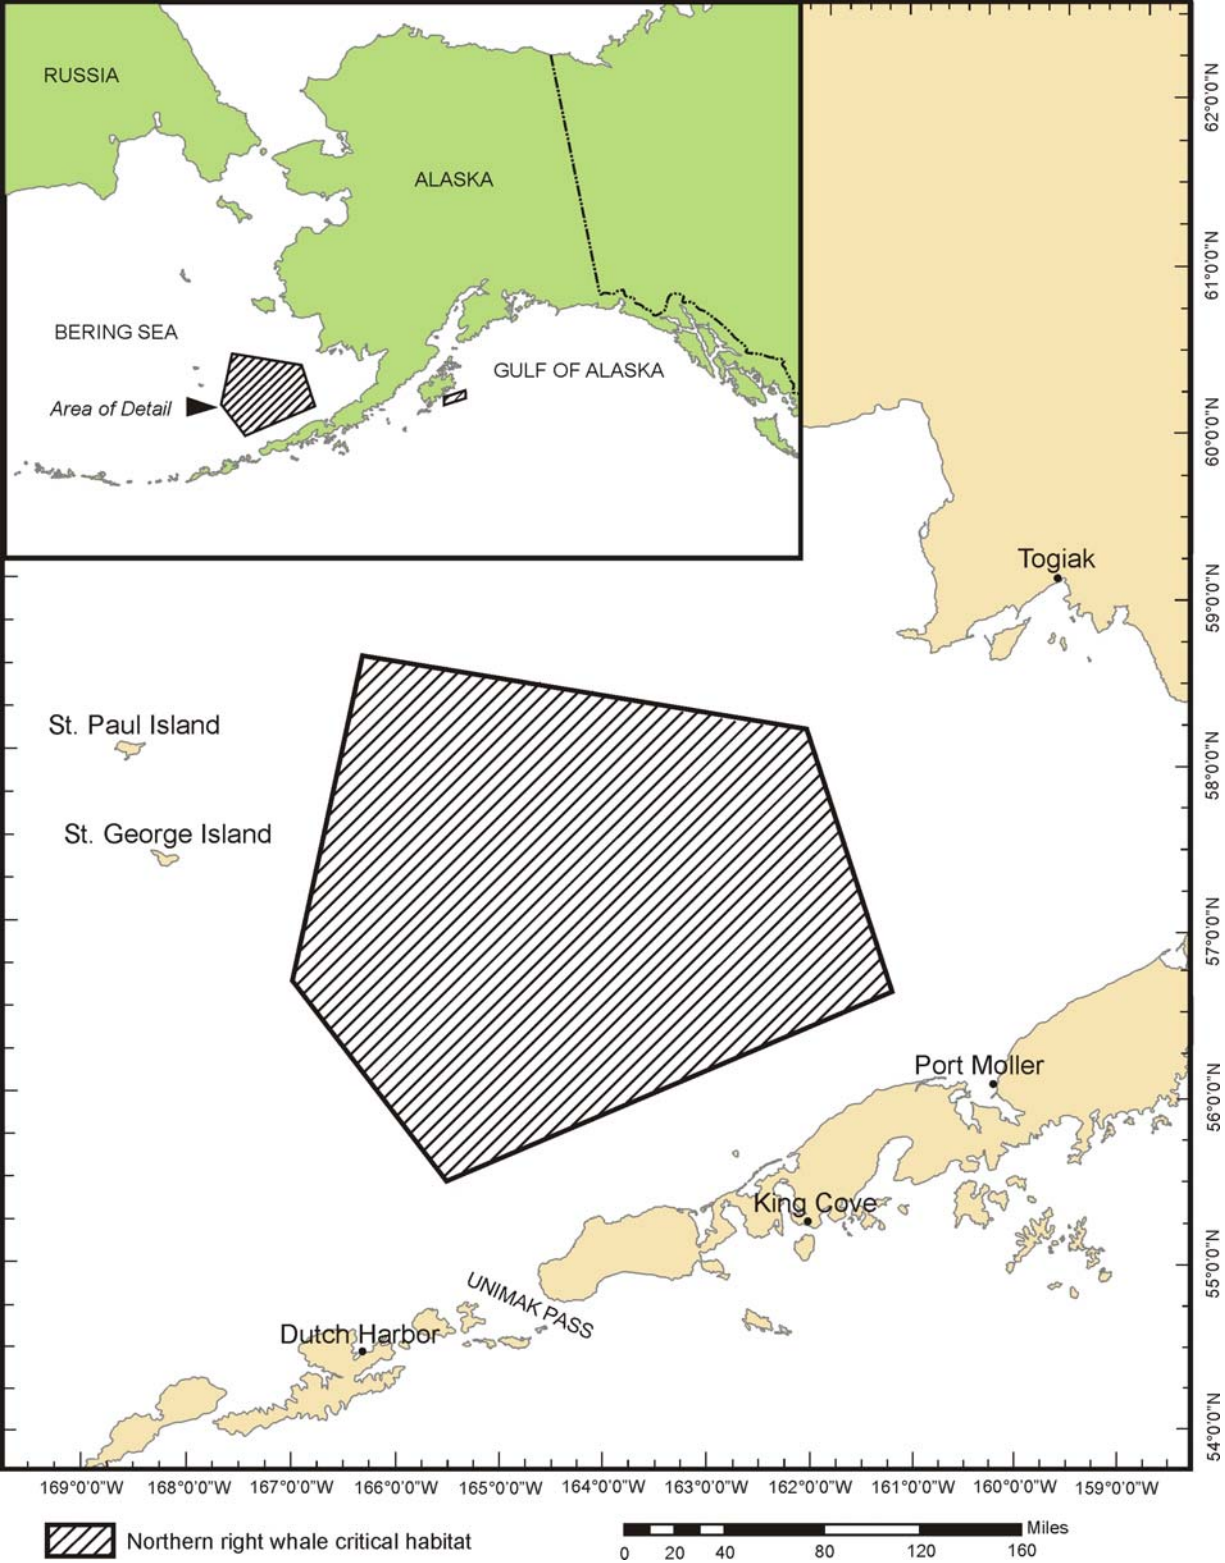 RUSSIA
ALASKA
BERING SEA
GULF OF ALASKA
Area of Detail
Togiak
St. Paul Island
St. George Island
Port Moller
King Cove
UNIMAK PASS
Dutch Harbor
62°0'0"N
61°0'0"N
60°0'0"N
59°0'0"N
58°0'0"N
57°0'0"N
56°0'0"N
55°0'0"N
54°0'0"N
169°0'0"W 168°0'0"W 167°0'0"W 166°0'0"W 165°0'0"W 164°0'0"W 163°0'0"W 162°0'0"W 161°0'0"W 160°0'0"W 159°0'0"W
Northern right whale critical habitat
Miles
0 20 40 80 120 160